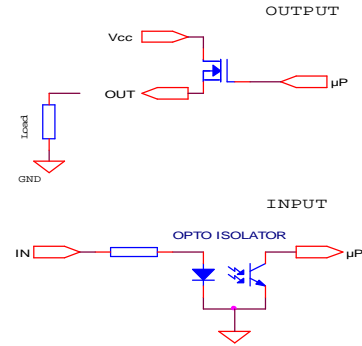 OUTPUT
Vcc
OUT
µP
Load
GND
INPUT
OPTO ISOLATOR
IN
µP